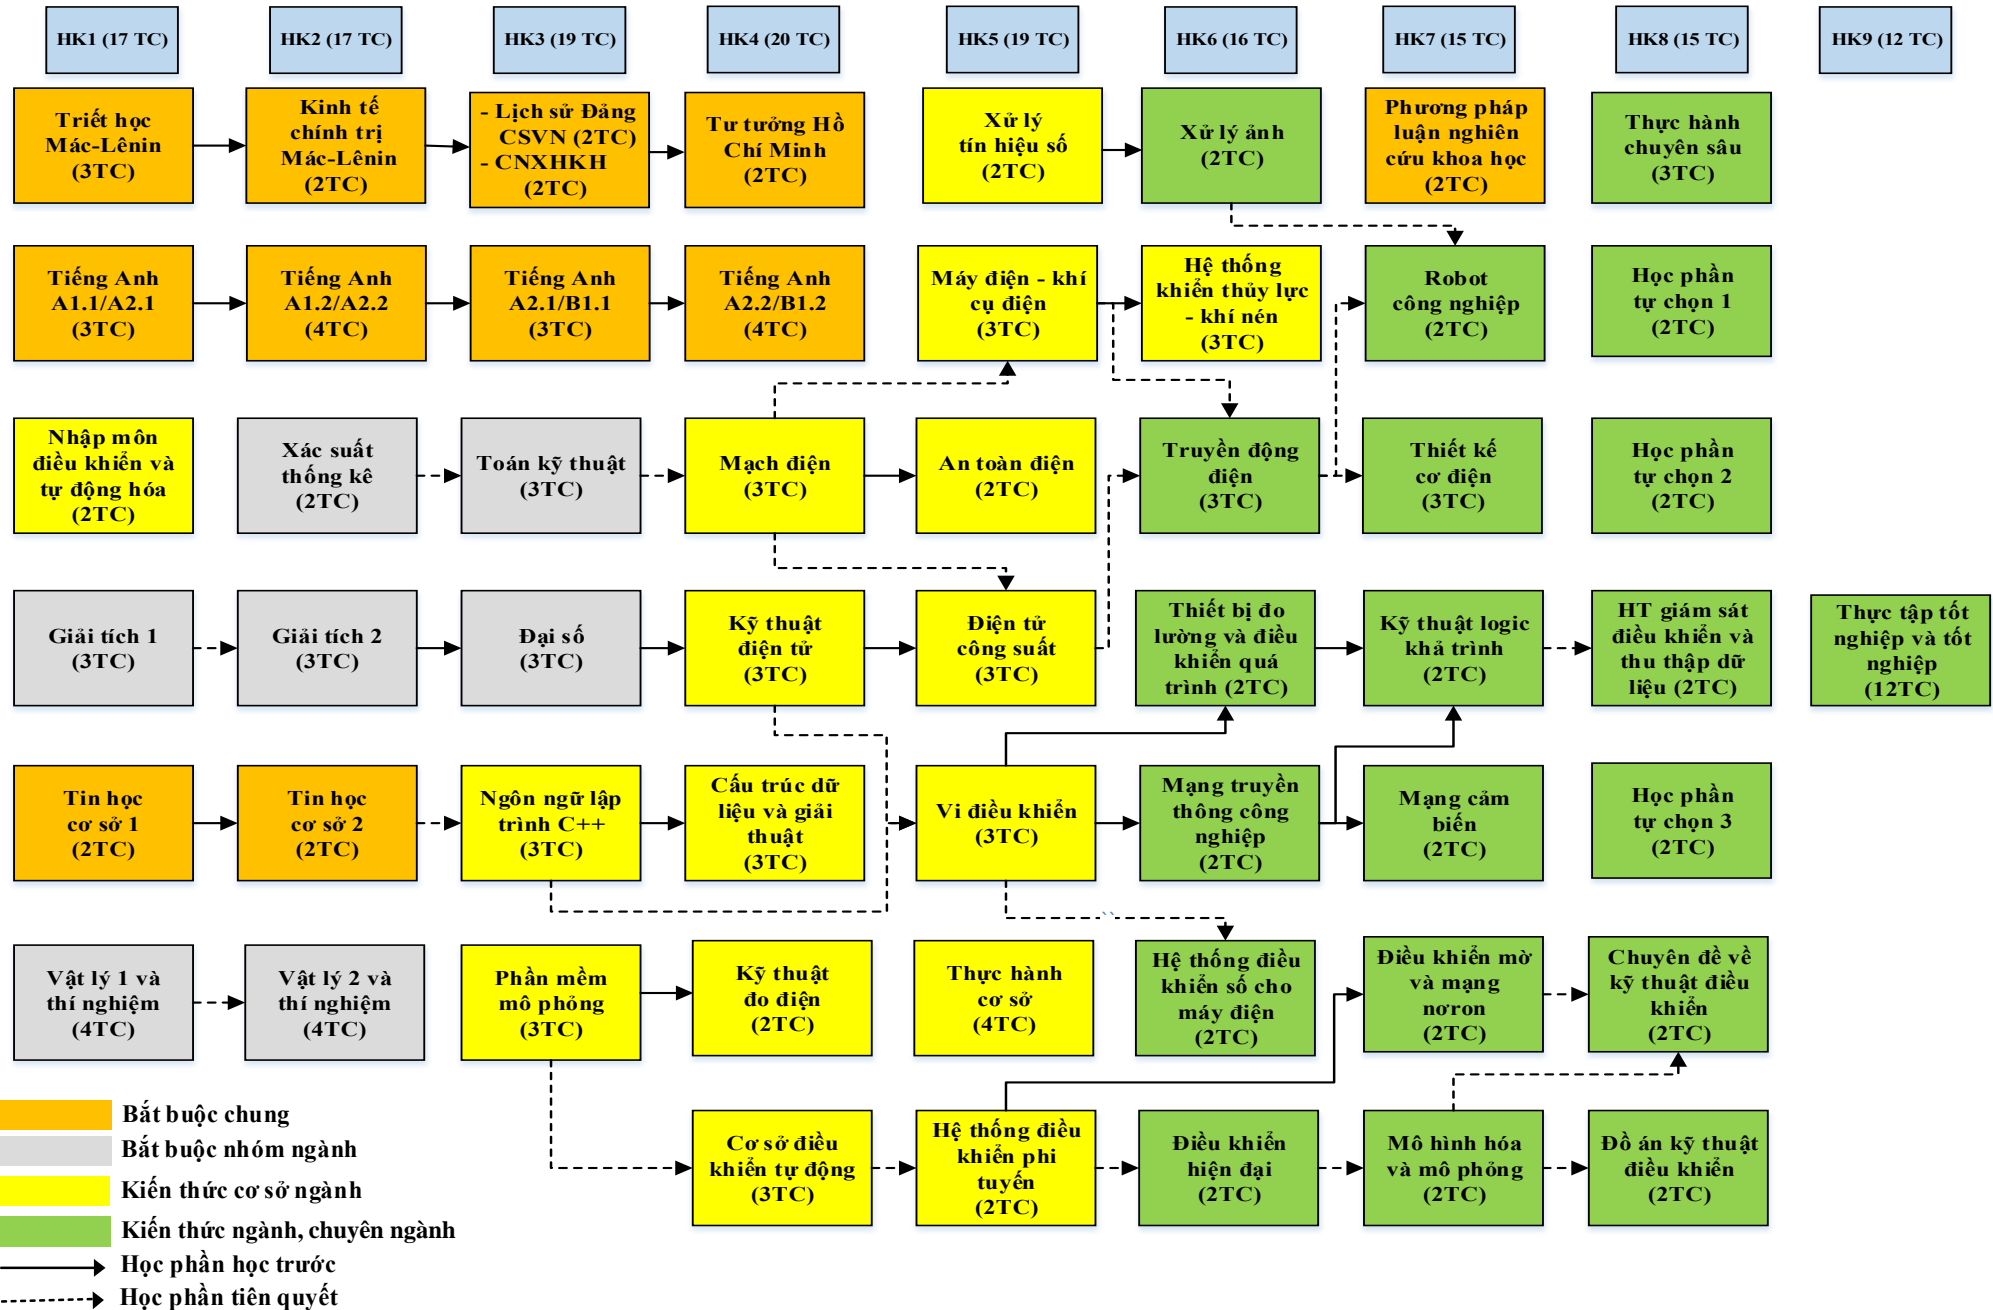 HK1 (17 TC)
HK2 (17 TC)
HK3 (19 TC)
HK4 (20 TC)
HK5 (19 TC)
HK6 (16 TC)
HK7 (15 TC)
HK8 (15 TC)
HK9 (12 TC)
Triết học
Mác-Lênin
(3TC)
Kinh tế
chính trị
Mác-Lênin
(2TC)
- Lịch sử Đảng
CSVN (2TC)
- CNXHKH
(2TC)
Tư tưởng Hồ
Chí Minh
(2TC)
Xử lý
tín hiệu số
(2TC)
Xử lý ảnh
(2TC)
Phương pháp
luận nghiên
cứu khoa học
(2TC)
Thực hành
chuyên sâu
(3TC)
Tiếng Anh
A1.1/A2.1
(3TC)
Tiếng Anh
A1.2/A2.2
(4TC)
Tiếng Anh
A2.1/B1.1
(3TC)
Tiếng Anh
A2.2/B1.2
(4TC)
Máy điện - khí
cụ điện
(3TC)
Hệ thống
khiển thủy lực
- khí nén
(3TC)
Robot
công nghiệp
(2TC)
Học phần
tự chọn 1
(2TC)
Nhập môn
điều khiển và
tự động hóa
(2TC)
Xác suất
thống kê
(2TC)
Toán kỹ thuật
(3TC)
Mạch điện
(3TC)
An toàn điện
(2TC)
Truyền động
điện
(3TC)
Thiết kế
cơ điện
(3TC)
Học phần
tự chọn 2
(2TC)
Giải tích 1
(3TC)
Giải tích 2
(3TC)
Đại số
(3TC)
Kỹ thuật
điện tử
(3TC)
Điện tử
công suất
(3TC)
Thiết bị đo
lường và điều
khiển quá
trình (2TC)
Kỹ thuật logic
khả trình
(2TC)
HT giám sát
điều khiển và
thu thập dữ
liệu (2TC)
Thực tập tốt
nghiệp và tốt
nghiệp
(12TC)
Tin học
cơ sở 1
(2TC)
Tin học
cơ sở 2
(2TC)
Ngôn ngữ lập
trình C++
(3TC)
Cấu trúc dữ
liệu và giải
thuật
(3TC)
Vi điều khiển
(3TC)
Mạng truyền
thông công
nghiệp
(2TC)
Mạng cảm
biến
(2TC)
Học phần
tự chọn 3
(2TC)
Vật lý 1 và
thí nghiệm
(4TC)
Vật lý 2 và
thí nghiệm
(4TC)
Phần mềm
mô phỏng
(3TC)
Kỹ thuật
đo điện
(2TC)
Thực hành
cơ sở
(4TC)
Hệ thống điều
khiển số cho
máy điện
(2TC)
Điều khiển mờ
và mạng
nơron
(2TC)
Chuyên đề về
kỹ thuật điều
khiển
(2TC)
Cơ sở điều
khiển tự động
(3TC)
Hệ thống điều
khiển phi
tuyến
(2TC)
Điều khiển
hiện đại
(2TC)
Mô hình hóa
và mô phỏng
(2TC)
Đồ án kỹ thuật
điều khiển
(2TC)
Bắt buộc chung
Bắt buộc nhóm ngành
Kiến thức cơ sở ngành
Kiến thức ngành, chuyên ngành
Học phần học trước
Học phần tiên quyết